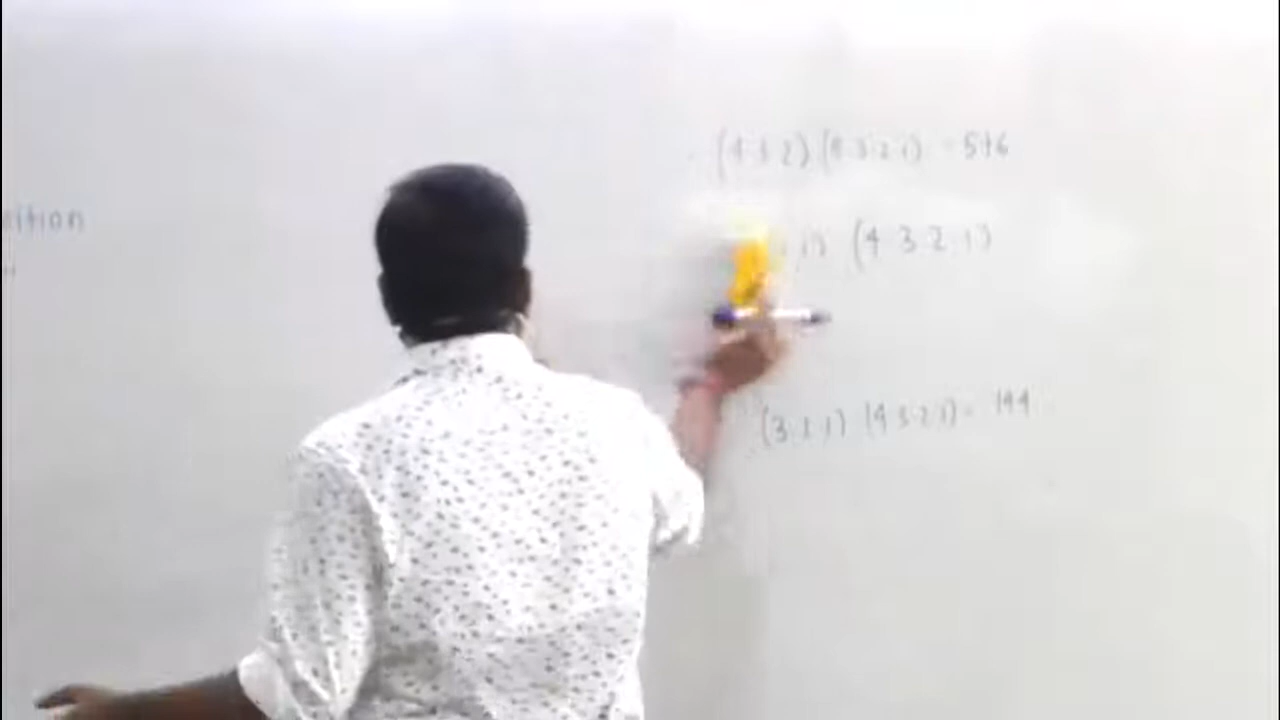 (4·3·2) (4·3·2·1) = 576
(4·3·2·1)
(3·2·1) (4·3·2·1) = 144